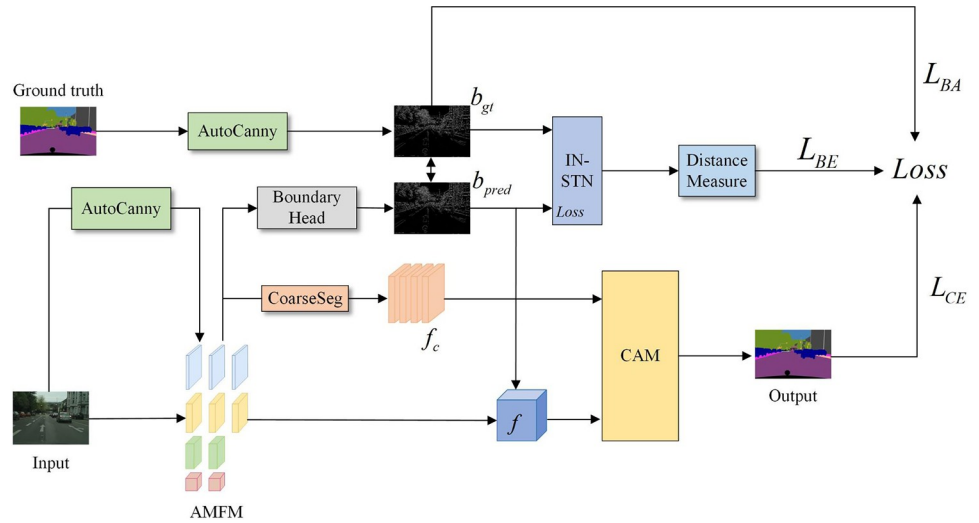 Ground truth
AutoCanny
b_gt
L_BA
AutoCanny
Boundary
Head
b_pred
IN-
STN
Loss
Distance
Measure
L_BE
Loss
CoarseSeg
f_c
CAM
L_CE
Output
f
Input
AMFM